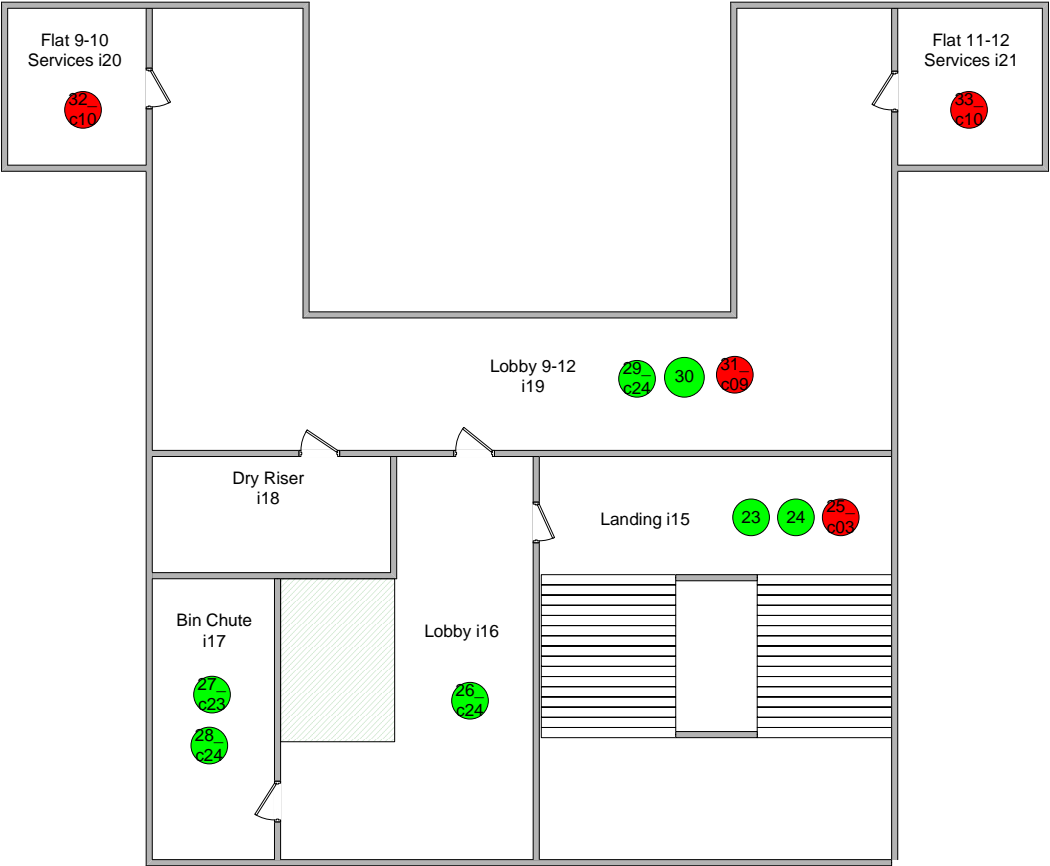 Flat 9-10
Services i20
32_
c10
Flat 11-12
Services i21
33_
c10
Lobby 9-12
i19
29_
c24
30
31_
c09
Dry Riser
i18
Landing i15
23
24
25_
c03
Bin Chute
i17
27_
c23
28_
c24
Lobby i16
26_
c24